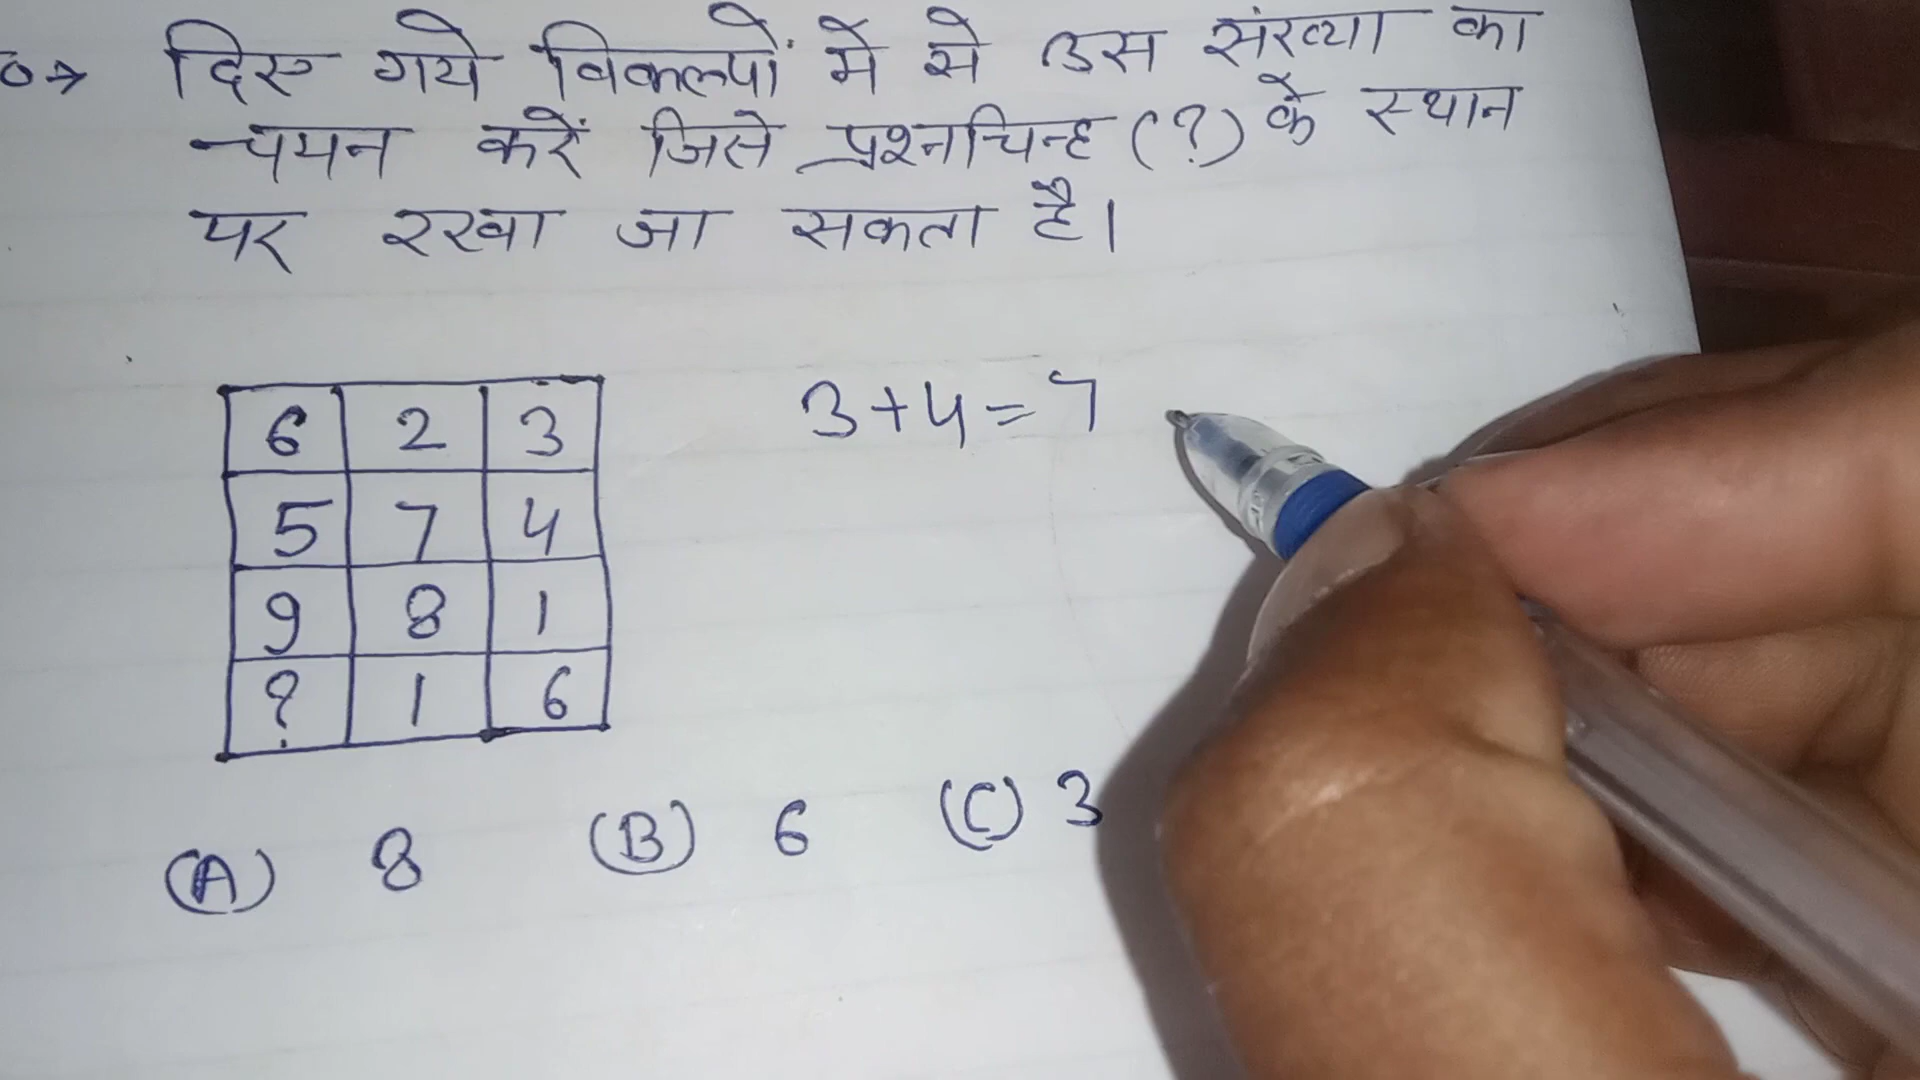 दिए गये विकल्पों में से उस संख्या का
चयन करें जिसे प्रश्नचिन्ह (?) के स्थान
पर रखा जा सकता है।
6 2 3
5 7 4
9 8 1
? 1 6
3+4=7
(A) 8 (B) 6 (C) 3